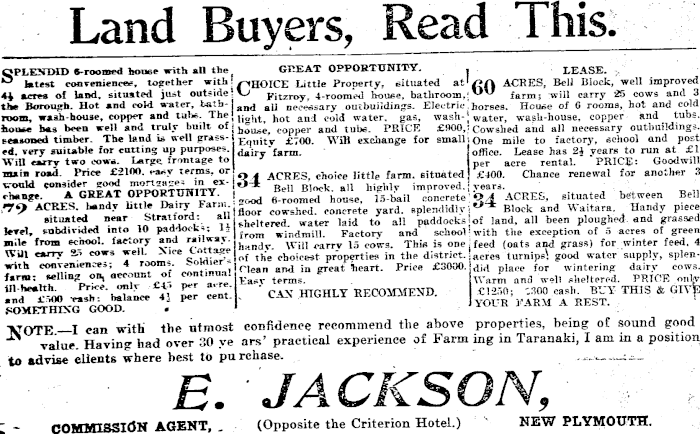 Land Buyers, Read This.
SPLENDID 6-roomed house with all the
latest conveniences, together with
4½ acres of land, situated just outside
the Borough. Hot and cold water, bath-
room, wash-house, copper and tubs. The
house has been well and truly built of
seasoned timber. The land is well grass-
ed, very suitable for cutting up purposes.
Will carry two cows. Large frontage to
main road. Price £2100. easy terms, or
would consider good mortgages in ex-
change. A GREAT OPPORTUNITY.
79 ACRES, handy little Dairy Farm.
situated near Stratford: all
level, subdivided into 10 paddocks; 1½
mile from school. factory and railway.
Will carry 25 cows well. Nice Cottage
with conveniences; 4 rooms. Soldier's
farm; selling on account of continual
ill-health. Price. only £45 per acre.
and £500 cash: balance 4½ per cent.
SOMETHING GOOD.
GREAT OPPORTUNITY.
CHOICE Little Property, situated at
Fitzroy, 4-roomed house, bathroom,
and all necessary outbuildings. Electric
light, hot and cold water, gas, wash-
house, copper and tubs. PRICE £900,
Equity £700. Will exchange for small
dairy farm.
34 ACRES, choice little farm. situated
Bell Block, all highly improved.
good 6-roomed house, 15-bail concrete
floor cowshed. concrete yard, splendidly
sheltered. water laid to all paddocks
from windmill. Factory and school
handy. Will carry 15 cows. This is one
of the choicest properties in the district.
Clean and in great heart. Price £3000.
Easy terms.
CAN HIGHLY RECOMMEND.
LEASE.
60 ACRES, Bell Block, well improved
farm; will carry 25 cows and 3
horses. House of 6 rooms, hot and cold
water, wash-house, copper and tubs.
Cowshed and all necessary outbuildings.
One mile to factory, school and post
office. Lease has 2½ years to run at £1
per acre rental. PRICE: Goodwill
£400. Chance renewal for another 3
years.
34 ACRES, situated between Bell
Block and Waitara. Handy piece
of land, all been ploughed and grassed
with the exception of 5 acres of green
feed (oats and grass) for winter feed, 4
acres turnips; good water supply, splen-
did place for wintering dairy cows.
Warm and well sheltered. PRICE only
£1250; £300 cash. BUY THIS & GIVE
YOUR FARM A REST.
NOTE.—I can with the utmost confidence recommend the above properties, being of sound good
value. Having had over 30 ye ars' practical experience of Farm ing in Taranaki, I am in a position
to advise clients where best to purchase.
E. JACKSON,
COMMISSION AGENT, (Opposite the Criterion Hotel.) NEW PLYMOUTH.